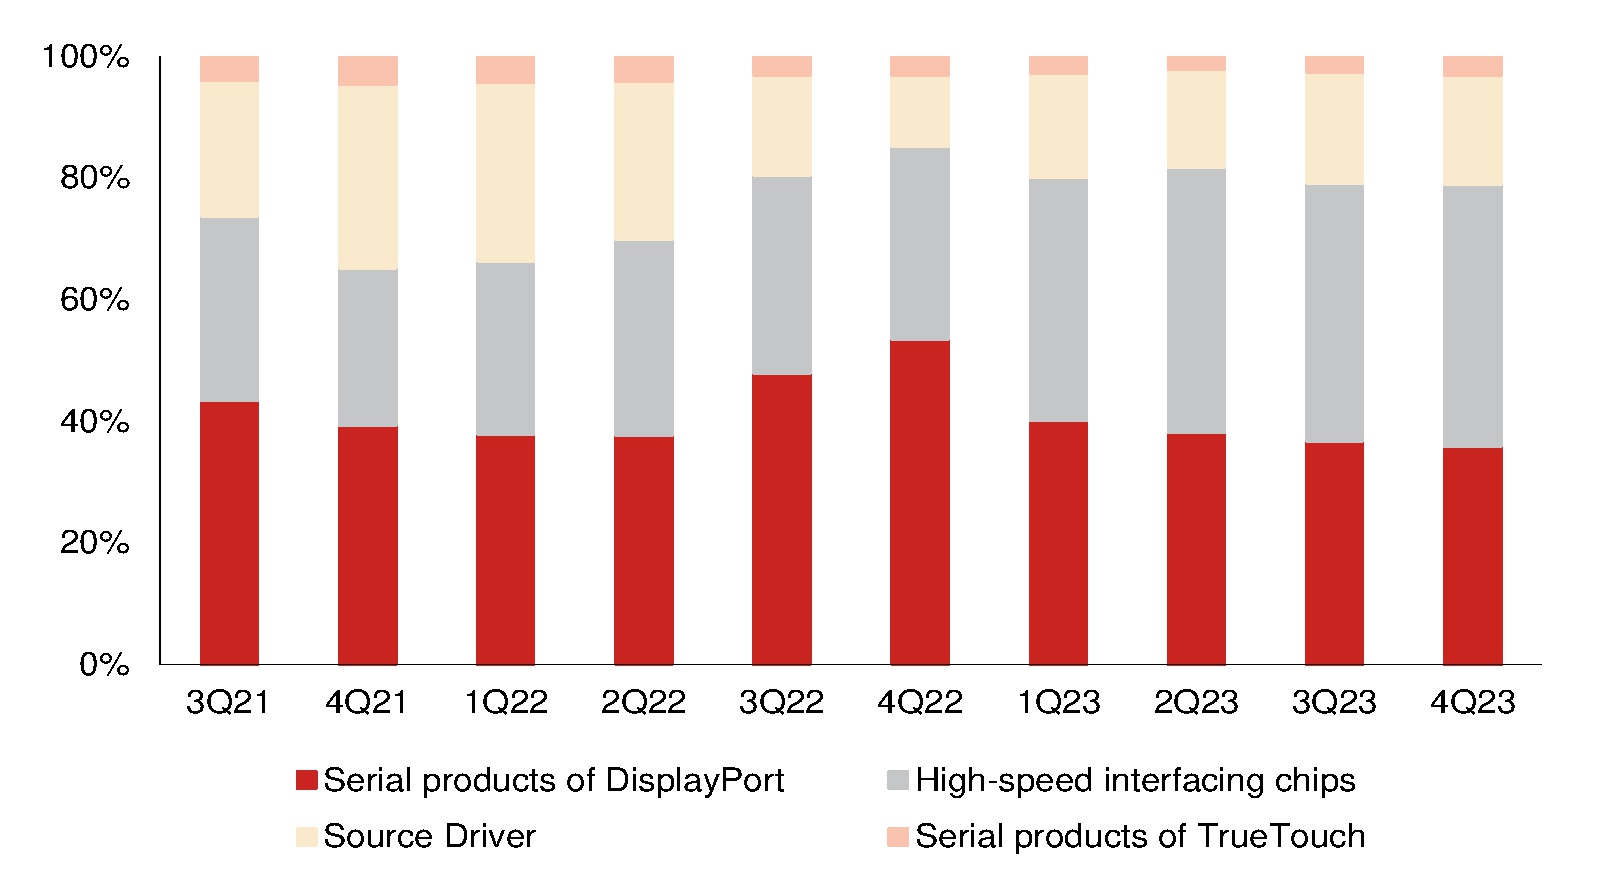 100%
80%
60%
40%
20%
0%
3Q21 4Q21 1Q22 2Q22 3Q22 4Q22 1Q23 2Q23 3Q23 4Q23
Serial products of DisplayPort High-speed interfacing chips
Source Driver Serial products of TrueTouch